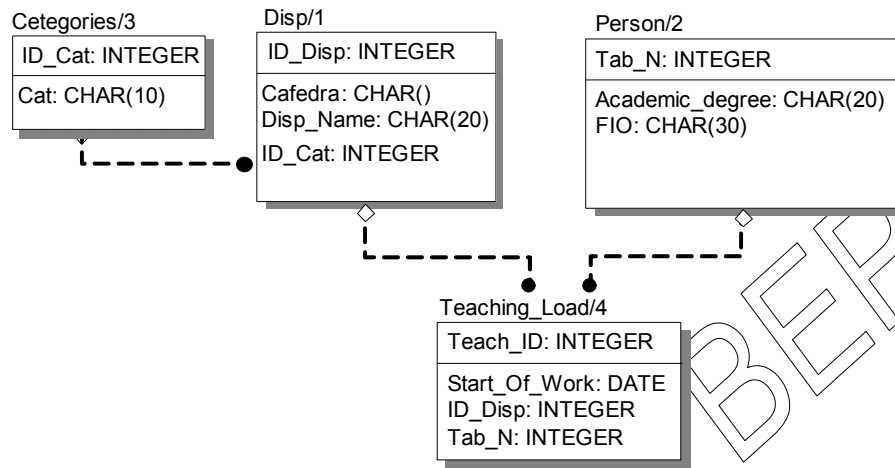 Cetegories/3
ID_Cat: INTEGER
Cat: CHAR(10)
Disp/1
ID_Disp: INTEGER
Cafedra: CHAR()
Disp_Name: CHAR(20)
ID_Cat: INTEGER
Person/2
Tab_N: INTEGER
Academic_degree: CHAR(20)
FIO: CHAR(30)
Teaching_Load/4
Teach_ID: INTEGER
Start_Of_Work: DATE
ID_Disp: INTEGER
Tab_N: INTEGER